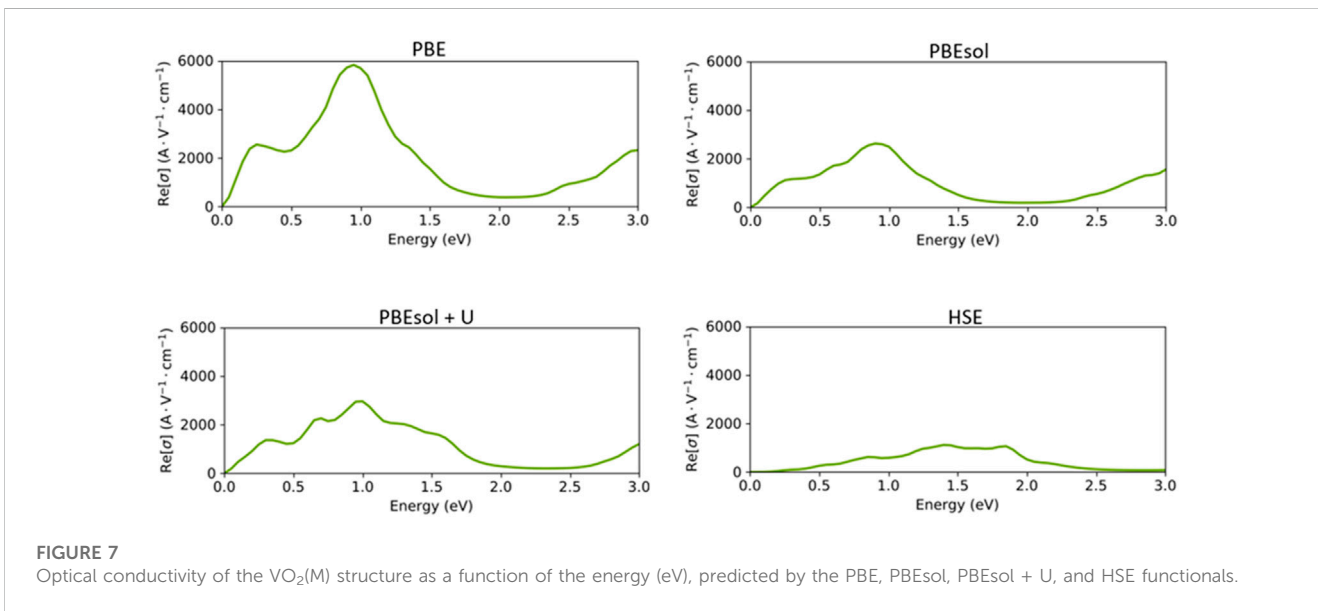 PBE
6000
4000
2000
0
Re[σ] (A · V⁻¹ · cm⁻¹)
0.0 0.5 1.0 1.5 2.0 2.5 3.0
Energy (eV)
PBEsol
6000
4000
2000
0
Re[σ] (A · V⁻¹ · cm⁻¹)
0.0 0.5 1.0 1.5 2.0 2.5 3.0
Energy (eV)
PBEsol + U
6000
4000
2000
0
Re[σ] (A · V⁻¹ · cm⁻¹)
0.0 0.5 1.0 1.5 2.0 2.5 3.0
Energy (eV)
HSE
6000
4000
2000
0
Re[σ] (A · V⁻¹ · cm⁻¹)
0.0 0.5 1.0 1.5 2.0 2.5 3.0
Energy (eV)
FIGURE 7
Optical conductivity of the VO₂(M) structure as a function of the energy (eV), predicted by the PBE, PBEsol, PBEsol + U, and HSE functionals.